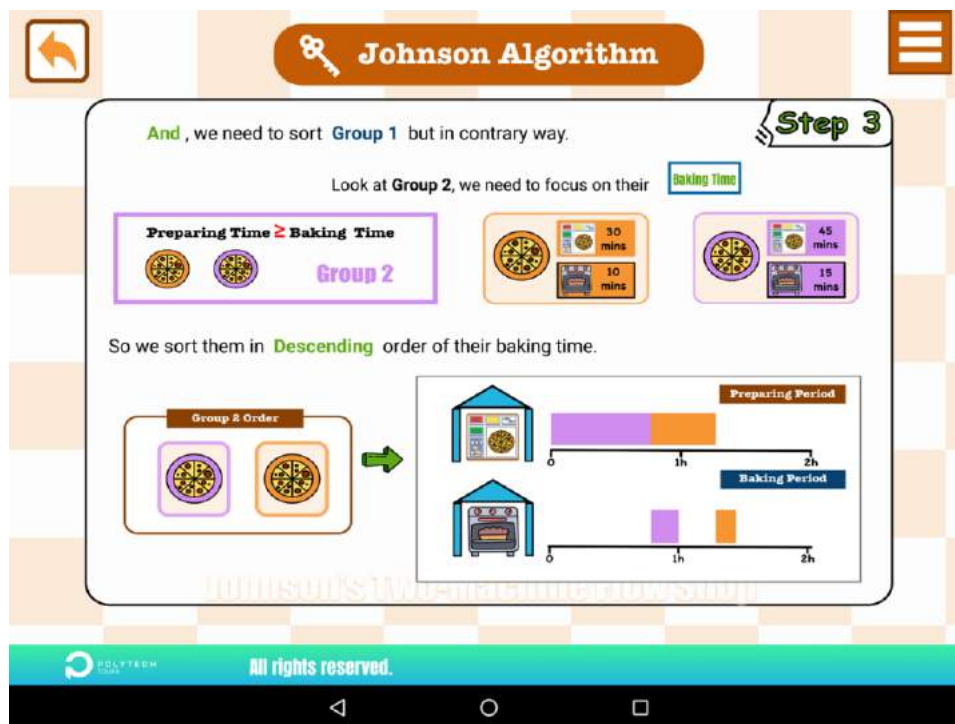 Johnson Algorithm
Step 3
And , we need to sort Group 1 but in contrary way.
Look at Group 2, we need to focus on their Baking Time
Preparing Time ≥ Baking Time
Group 2
30 mins
10 mins
45 mins
15 mins
So we sort them in Descending order of their baking time.
Group 2 Order
Preparing Period
0 1h 2h
Baking Period
0 1h 2h
Johnson's Two-machine Flow Shop
POLYTECH
TOURS
All rights reserved.